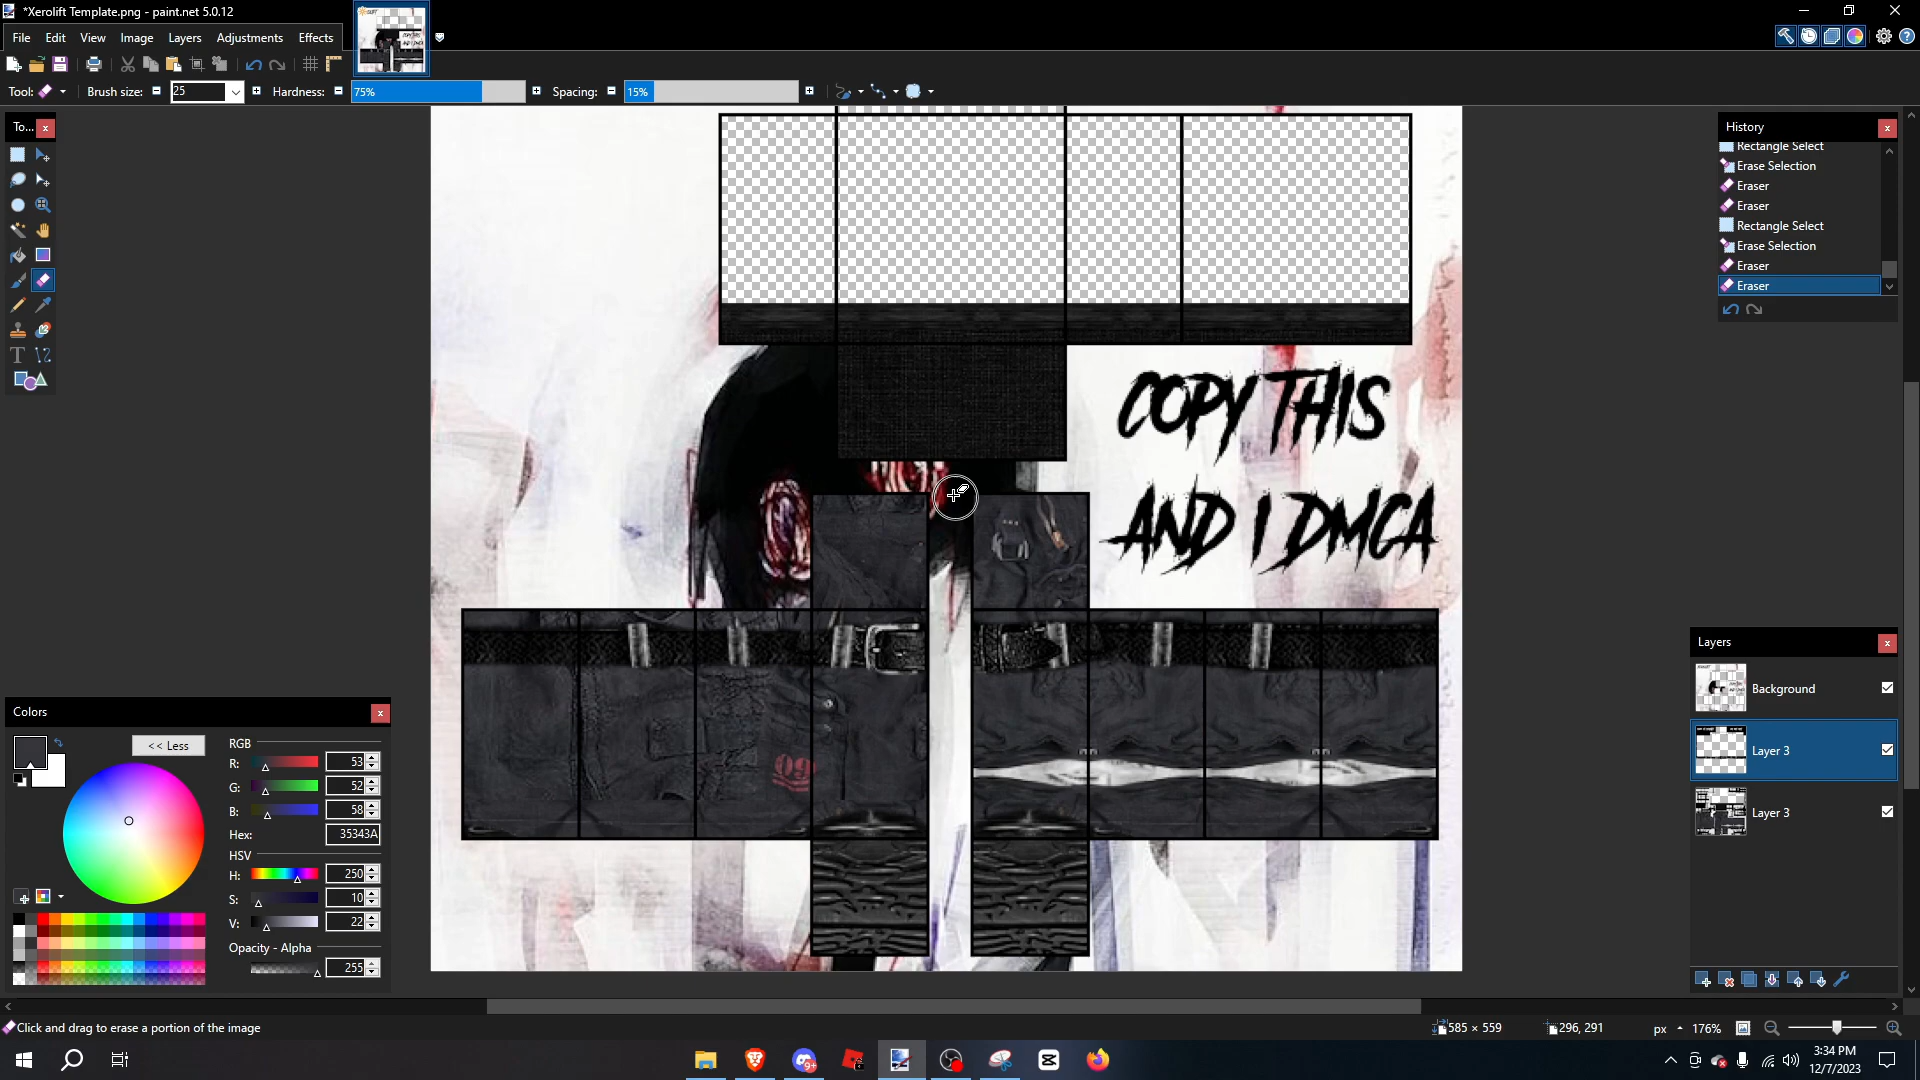 *Xerolift Template.png - paint.net 5.0.12
File Edit View Image Layers Adjustments Effects
Tool: Brush size: 25 Hardness: 75% Spacing: 15%
To...
History
Rectangle Select
Erase Selection
Eraser
Eraser
Rectangle Select
Erase Selection
Eraser
Eraser
COPY THIS
AND I DMCA
09
Layers
Background
Layer 3
Layer 3
Colors
<< Less
RGB
R: 53
G: 52
B: 58
Hex: 35343A
HSV
H: 250
S: 10
V: 22
Opacity - Alpha
255
Click and drag to erase a portion of the image
585 × 559
296, 291
px
176%
9+
3:34 PM
12/7/2023